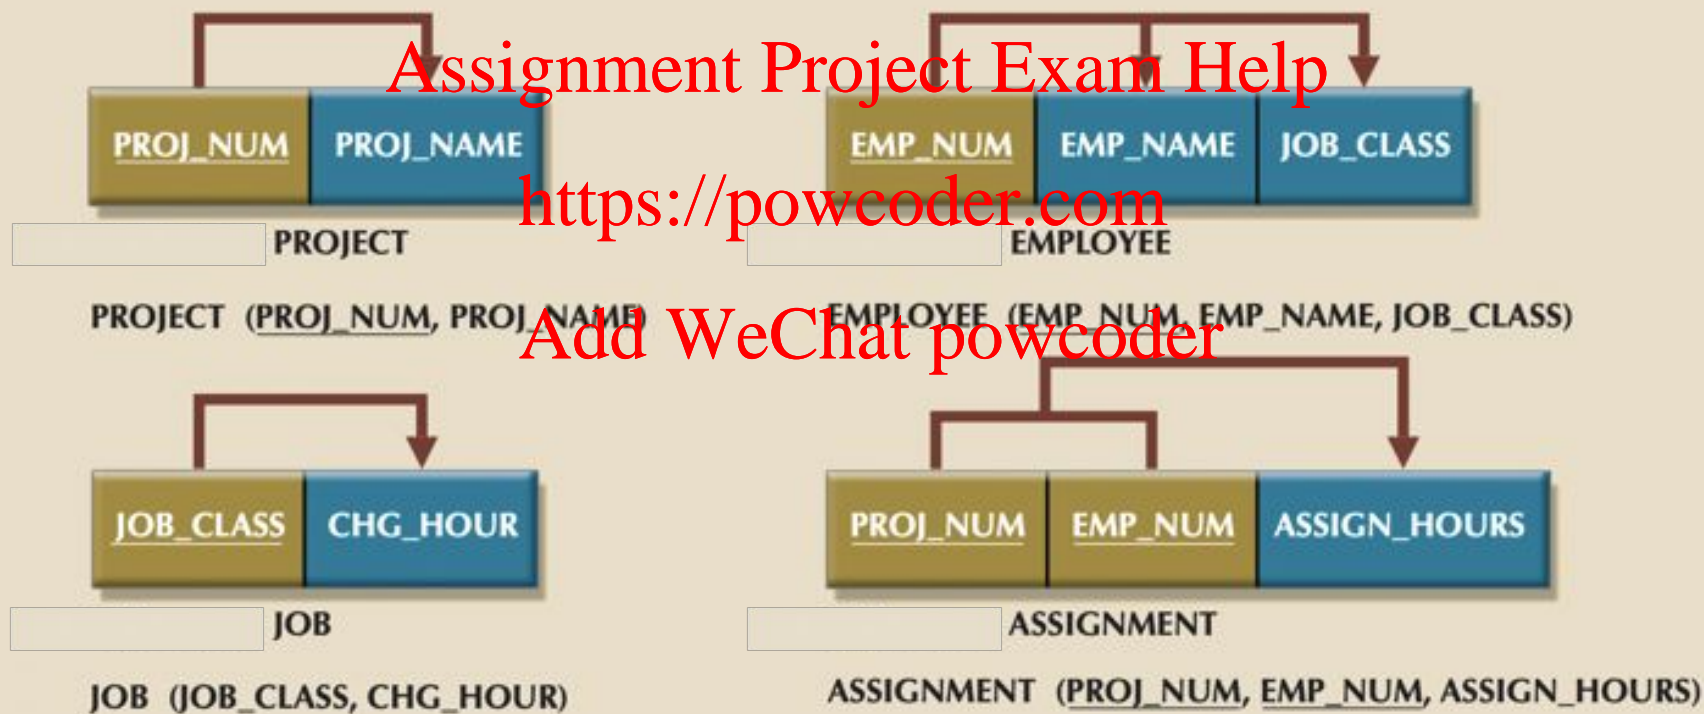 Assignment Project Exam Help
PROJ_NUM PROJ_NAME
EMP_NUM EMP_NAME JOB_CLASS
https://powcoder.com
PROJECT
EMPLOYEE
PROJECT (PROJ_NUM, PROJ_NAME)
EMPLOYEE (EMP_NUM, EMP_NAME, JOB_CLASS)
Add WeChat powcoder
JOB_CLASS CHG_HOUR
PROJ_NUM EMP_NUM ASSIGN_HOURS
JOB
ASSIGNMENT
JOB (JOB_CLASS, CHG_HOUR)
ASSIGNMENT (PROJ_NUM, EMP_NUM, ASSIGN_HOURS)